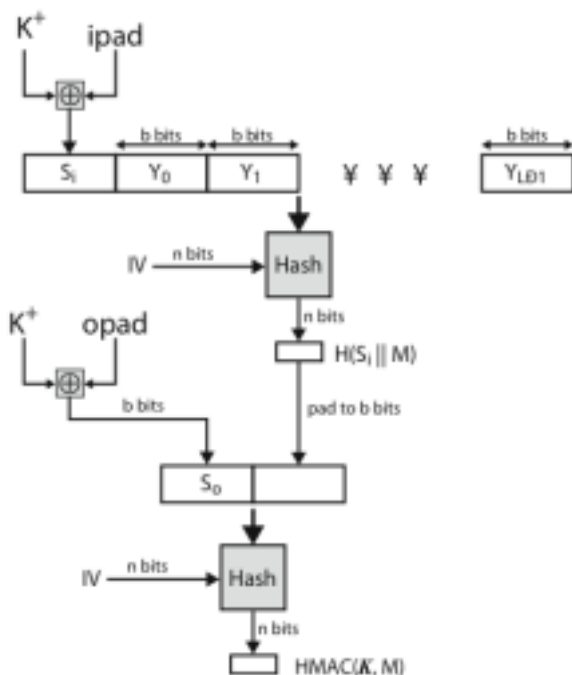 K+ ipad
b bits b bits b bits
Si Y0 Y1 ¥ ¥ ¥ YLÐ1
IV n bits Hash
n bits
K+ opad
H(Si || M)
b bits pad to b bits
So
IV n bits Hash
n bits
HMAC(K, M)